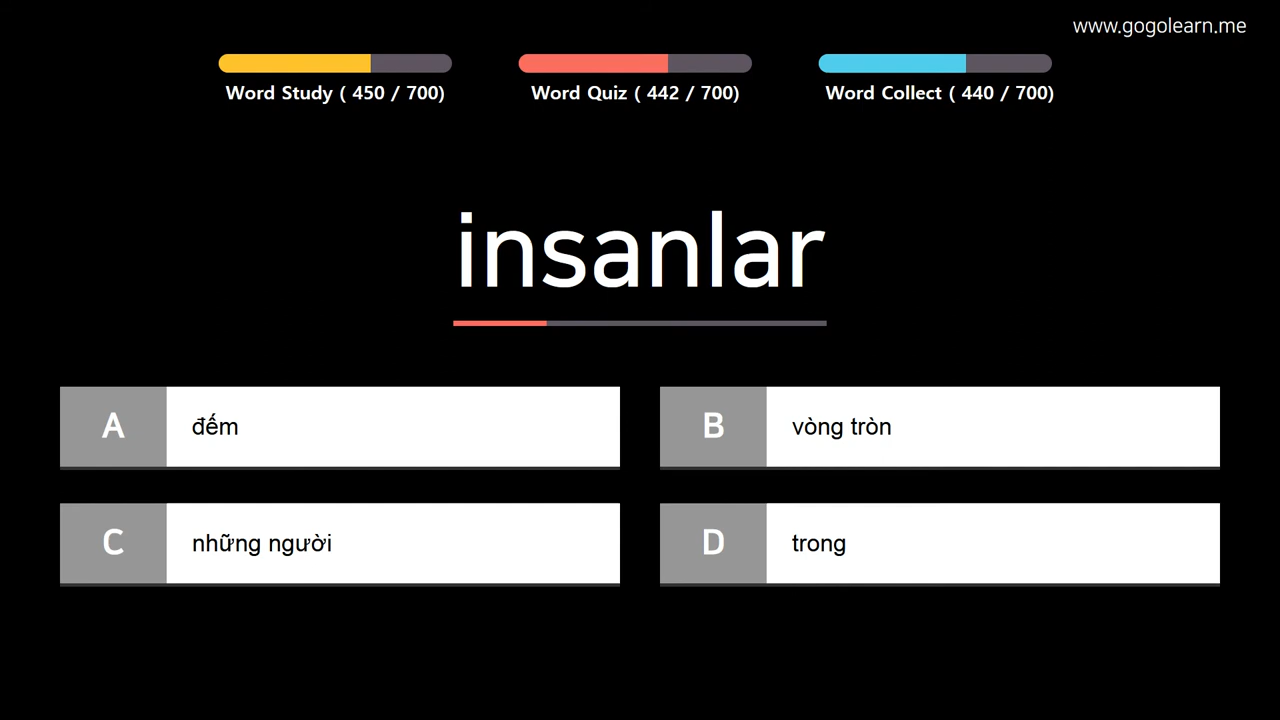 www.gogolearn.me
Word Study ( 450 / 700)
Word Quiz ( 442 / 700)
Word Collect ( 440 / 700)
insanlar
A đếm
B vòng tròn
C những người
D trong